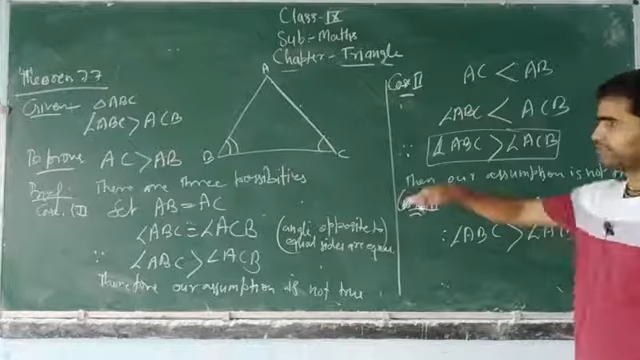 Class-IX
Sub-Maths
Chapter-Triangle
Theorem 7.7
Given- △ABC
∠ABC > ACB
To prove AC > AB
Proof: There are three possibities
Case (I) Let AB = AC
∠ABC = ∠ACB (angle opposite to equal sides are equal)
∵ ∠ABC > ∠ACB
Therefore our assumption is not true
A
B
C
Case II
AC < AB
∠ABC < ACB
∵ ∠ABC > ∠ACB
Then our assumption is not
∴ ∠ABC > ∠A